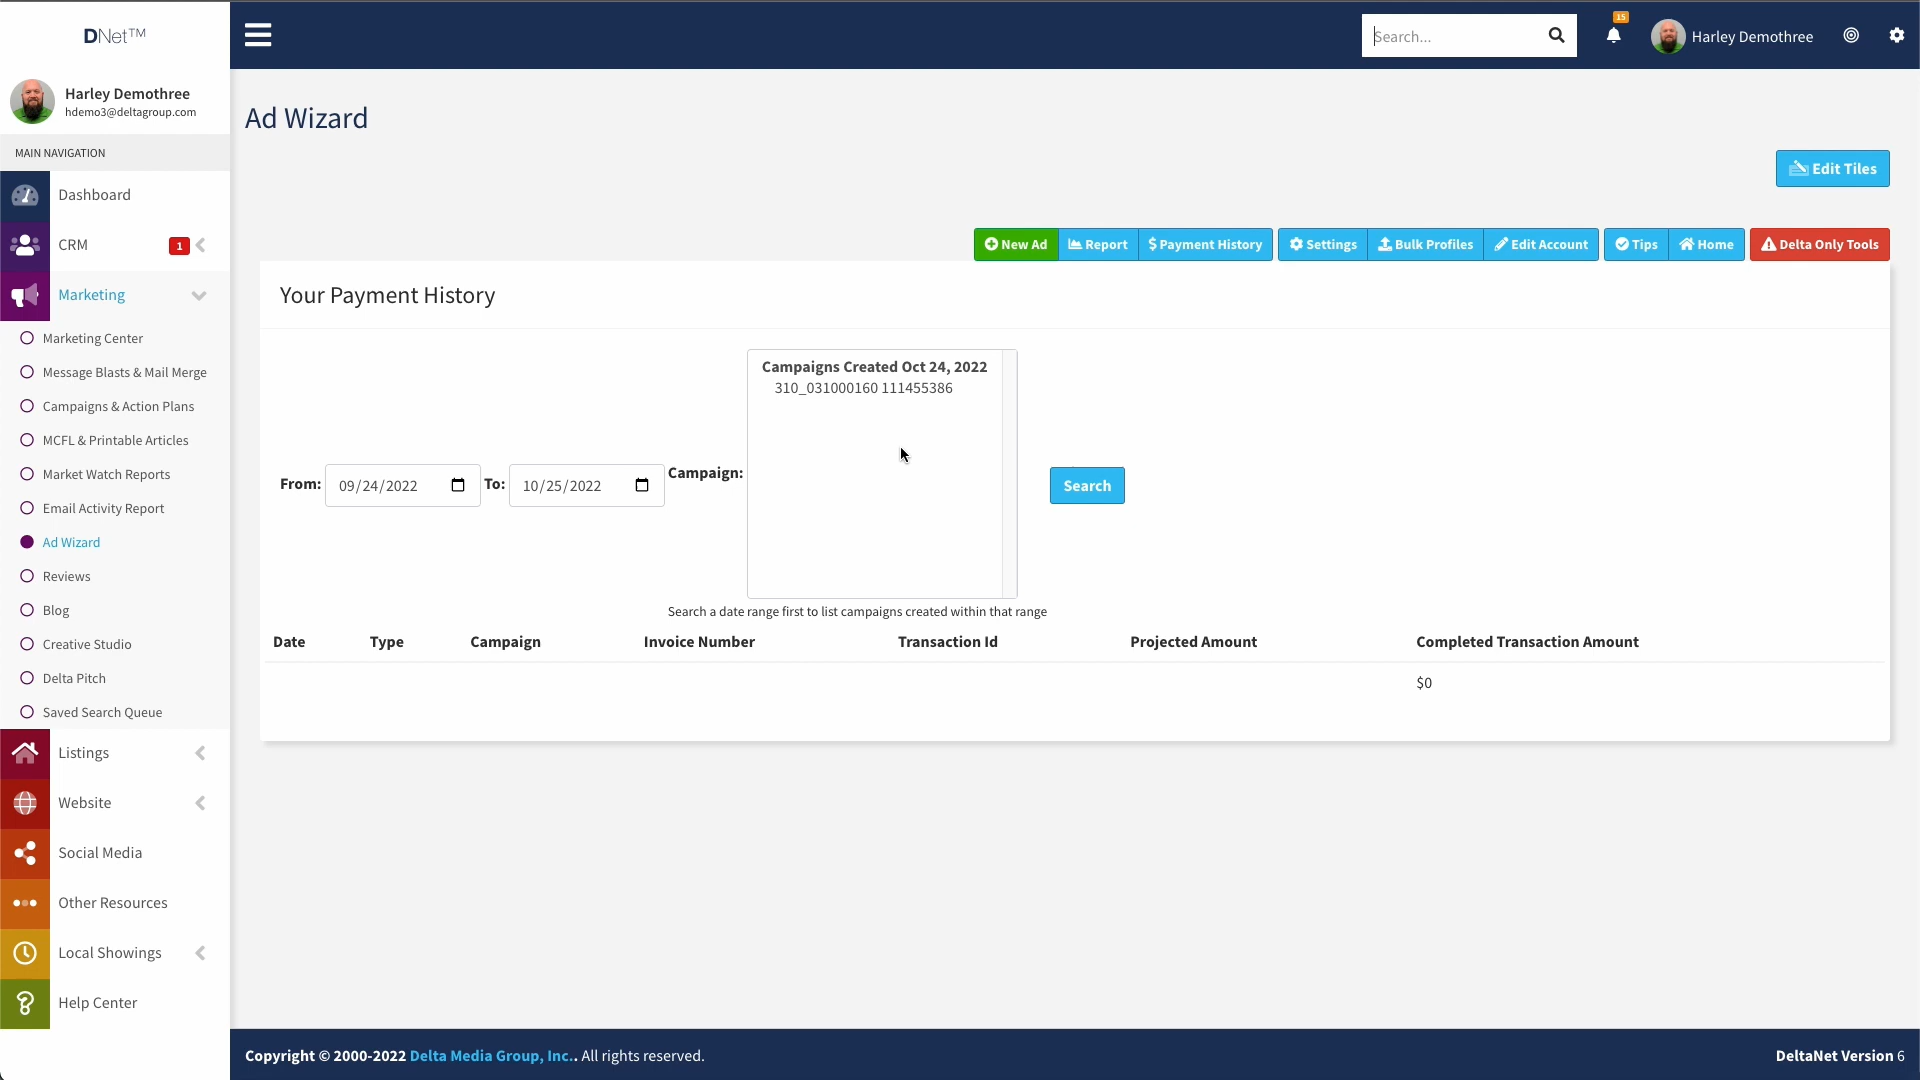 DNet™
Search...
15
Harley Demothree
Harley Demothree
hdemo3@deltagroup.com
MAIN NAVIGATION
Dashboard
CRM
1
Marketing
Marketing Center
Message Blasts & Mail Merge
Campaigns & Action Plans
MCFL & Printable Articles
Market Watch Reports
Email Activity Report
Ad Wizard
Reviews
Blog
Creative Studio
Delta Pitch
Saved Search Queue
Listings
Website
Social Media
Other Resources
Local Showings
Help Center
Ad Wizard
Edit Tiles
New Ad
Report
Payment History
Settings
Bulk Profiles
Edit Account
Tips
Home
Delta Only Tools
Your Payment History
From: 09/24/2022 To: 10/25/2022 Campaign:
Campaigns Created Oct 24, 2022
310_031000160 111455386
Search
Search a date range first to list campaigns created within that range
Date Type Campaign Invoice Number Transaction Id Projected Amount Completed Transaction Amount
$0
Copyright © 2000-2022 Delta Media Group, Inc.. All rights reserved.
DeltaNet Version 6